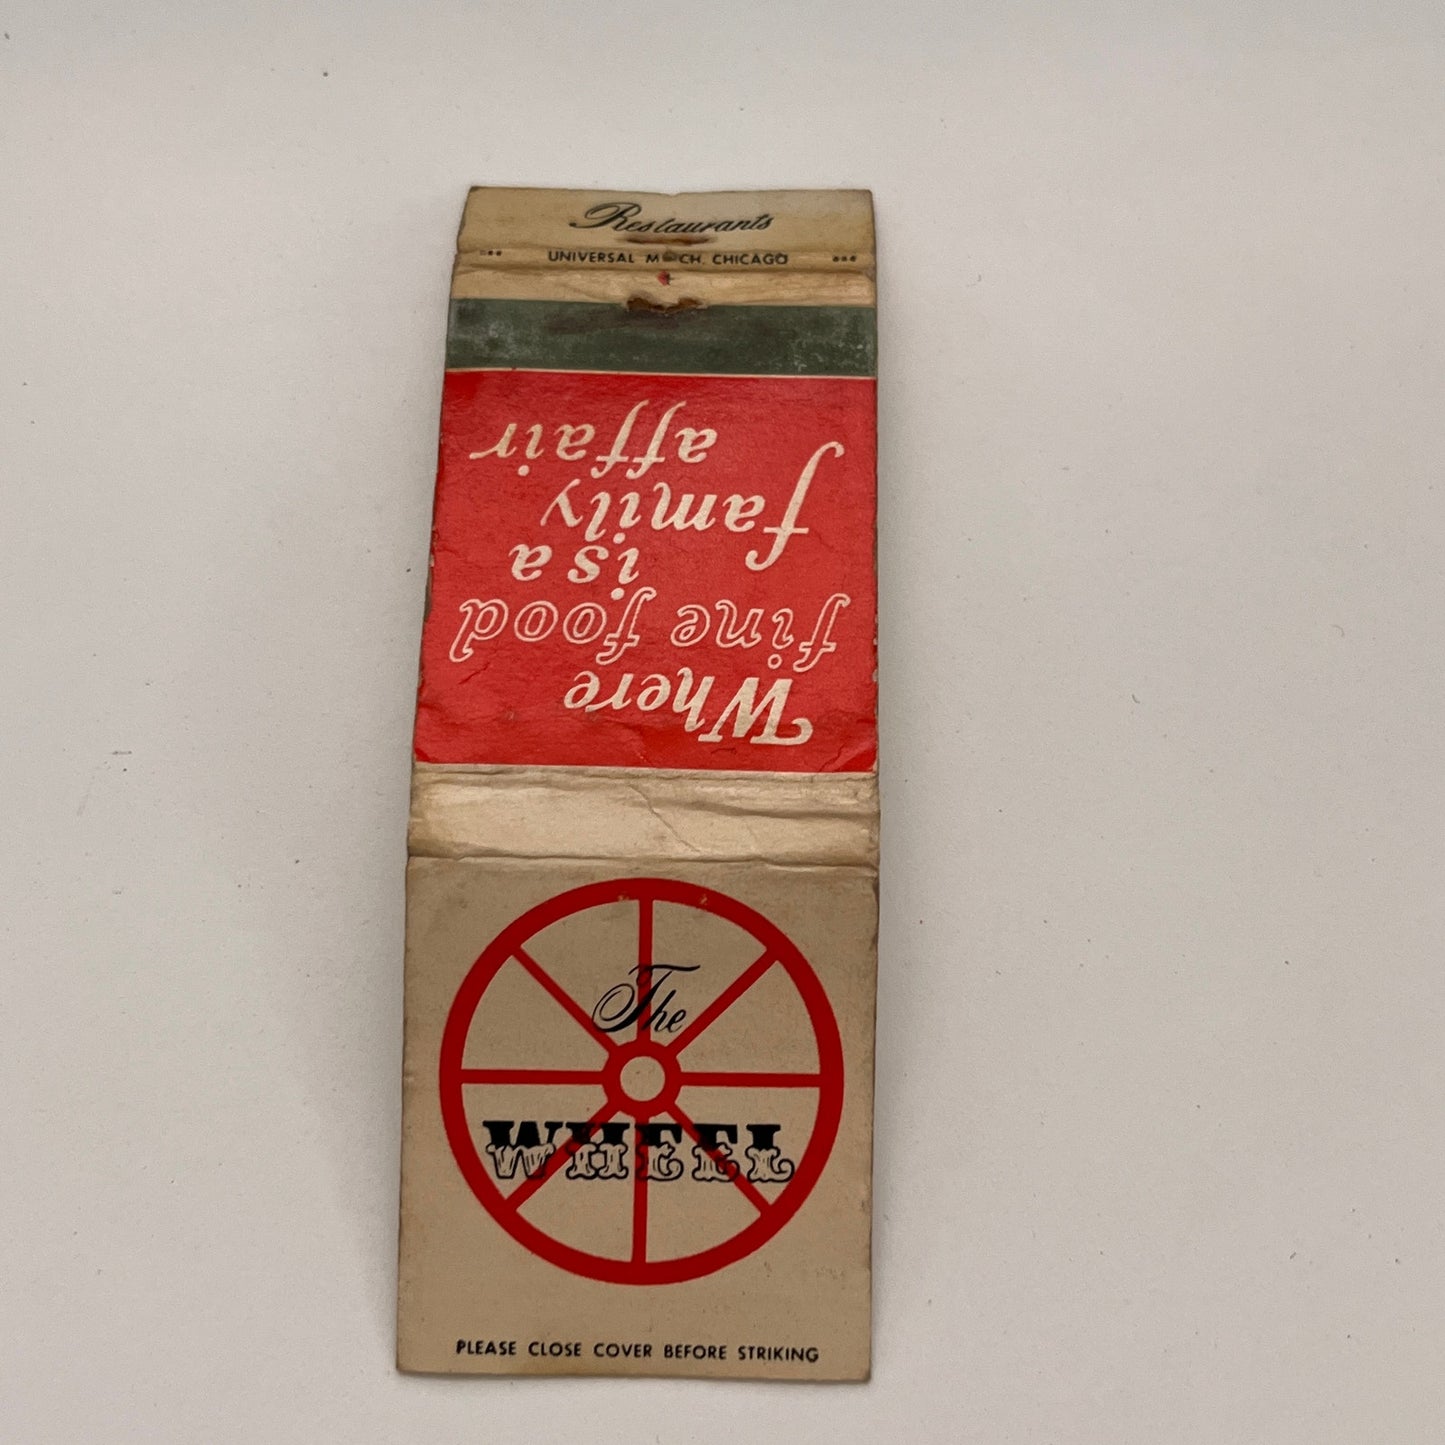 Restaurants
UNIVERSAL M CH, CHICAGO
Where
fine food
is a
family
affair
The
WHEEL
PLEASE CLOSE COVER BEFORE STRIKING